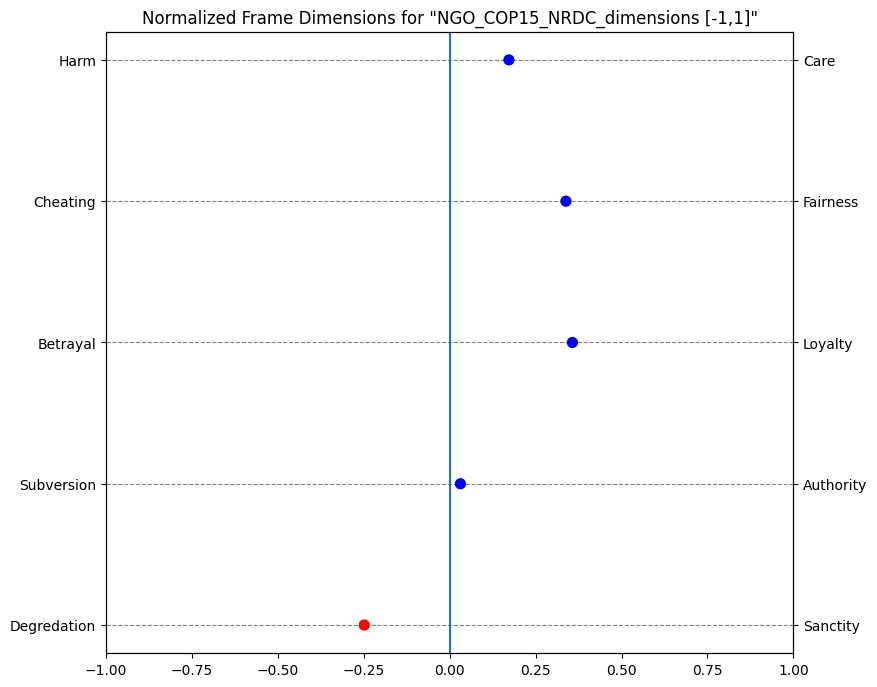 Normalized Frame Dimensions for "NGO_COP15_NRDC_dimensions [-1,1]"
Harm
Care
Cheating
Fairness
Betrayal
Loyalty
Subversion
Authority
Degredation
Sanctity
−1.00
−0.75
−0.50
−0.25
0.00
0.25
0.50
0.75
1.00